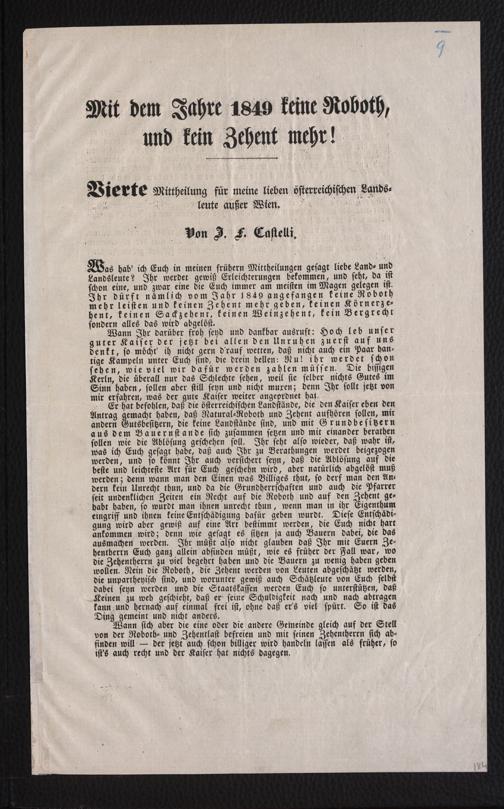 9
Mit dem Jahre 1849 keine Roboth,
und kein Zehent mehr!
Vierte Mittheilung für meine lieben österreichischen Lands-
leute außer Wien.
Von J. F. Castelli.
Was hab' ich Euch in meinen frühern Mittheilungen gesagt liebe Land- und
Landsleute? Ihr werdet gewiß Erleichterungen bekommen, und seht, da ist
schon eine, und zwar eine die Euch immer am meisten im Magen gelegen ist.
Ihr dürft nämlich vom Jahr 1849 angefangen keine Roboth
mehr leisten und keinen Zehent mehr geben, keinen Körnerze-
hent, keinen Sackzehent, keinen Weinzehent, kein Bergrecht
sondern alles das wird abgelöst.
Wann Ihr darüber froh seyd und dankbar ausruft: Hoch leb unser
guter Kaiser der jetzt bei allen den Unruhen zuerst auf uns
denkt, so möcht' ich nicht gern d'rauf wetten, daß nicht auch ein Paar han-
tige Kampeln unter Euch sind, die drein bellen: Nu! ihr werdet schon
sehen, wie viel wir dafür werden zahlen müssen. Die bissigen
Kerln, die überall nur das Schlechte sehen, weil sie selber nichts Gutes im
Sinn haben, sollen aber still seyn und nicht murren; denn Ihr sollt jetzt von
mir erfahren, was der gute Kaiser weiter angeordnet hat.
Er hat befohlen, daß die österreichischen Landstände, die den Kaiser eben den
Antrag gemacht haben, daß Natural-Roboth und Zehent aufhören sollen, mit
andern Gutsbesitzern, die keine Landstände sind, und mit Grundbesitzern
aus dem Bauernstande sich zusammen setzen und mit einander berathen
sollen wie die Ablösung geschehen soll. Ihr seht also wieder, daß wahr ist,
was ich Euch gesagt habe, daß auch Ihr zu Berathungen werdet beigezogen
werden, und so könnt Ihr auch versichert seyn, daß die Ablösung auf die
beste und leichteste Art für Euch geschehn wird, aber natürlich abgelöst muß
werden; denn wann man den Einen was Billiges thut, so derf man den An-
dern kein Unrecht thun, und da die Grundherrschaften und auch die Pfarrer
seit undenklichen Zeiten ein Recht auf die Roboth und auf den Zehent ge-
habt haben, so wurdt man ihnen unrecht thun, wenn man in ihr Eigenthum
eingriff und ihnen keine Entschädigung dafür geben wurdt. Diese Entschädi-
gung wird aber gewiß auf eine Art bestimmt werden, die Euch nicht hart
ankommen wird; denn wie gesagt es sitzen ja auch Bauern dabei, die das
ausmachen werden. Ihr müßt also nicht glauben daß Ihr mit Euern Ze-
hentherrn Euch ganz allein abfinden müßt, wie es früher der Fall war, wo
die Zehentherrn zu viel begehrt haben und die Bauern zu wenig haben geben
wollen. Nein die Roboth, die Zehent werden von Leuten abgeschätzt werden,
die unpartheyisch sind, und worunter gewiß auch Schätzleute von Euch selbst
dabei seyn werden und die Staatskassen werden Euch so unterstützen, daß
Keinen zu weh geschieht, daß er seine Schuldigkeit nach und nach abtragen
kann und hernach auf einmal frei ist, ohne daß er's viel spürt. So ist das
Ding gemeint und nicht anders.
Wann sich aber die eine oder die andere Gemeinde gleich auf der Stell
von der Roboth- und Zehentlast befreien und mit seinen Zehentherrn sich ab-
finden will — der jetzt auch schon billiger wird handeln lassen als früher, so
ist's auch recht und der Kaiser hat nichts dagegen.